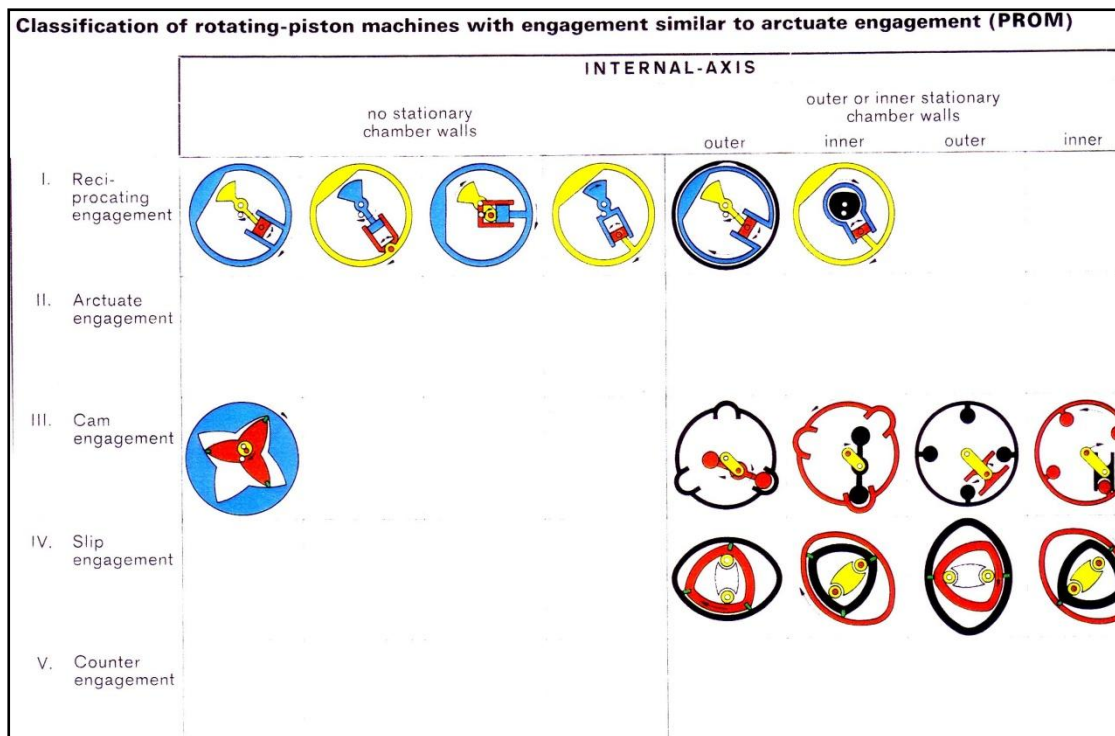 Classification of rotating-piston machines with engagement similar to arctuate engagement (PROM)
INTERNAL-AXIS
no stationary
chamber walls
outer or inner stationary
chamber walls
outer inner outer inner
I. Reci-
procating
engagement
II. Arctuate
engagement
III. Cam
engagement
IV. Slip
engagement
V. Counter
engagement